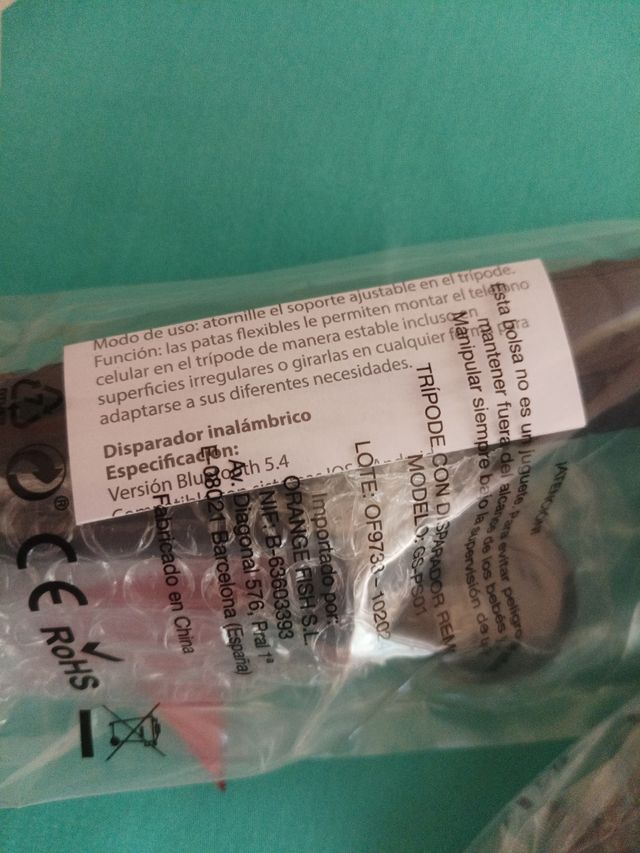 Modo de uso: atornille el soporte ajustable en el trípode.
Función: las patas flexibles le permiten montar el teléfono
celular en el trípode de manera estable incluso en
superficies irregulares o girarlas en cualquier forma para
adaptarse a sus diferentes necesidades.
Disparador inalámbrico
Especificación:
Versión Bluetooth 5.4
¡ATENCIÓN!
Esta bolsa no es un juguete, para evitar peligro
mantener fuera del alcance de los bebés
Manipular siempre bajo la supervisión de
TRÍPODE CON DISPARADOR
MODELO: GS-PS01
LOTE: OF9733-10202
Importado por:
ORANGE FISH S.L
NIF: B-63603393
Av. Diagonal 576, Pral 1ª
E-08021 Barcelona (España)
Fabricado en China
CE
RoHS